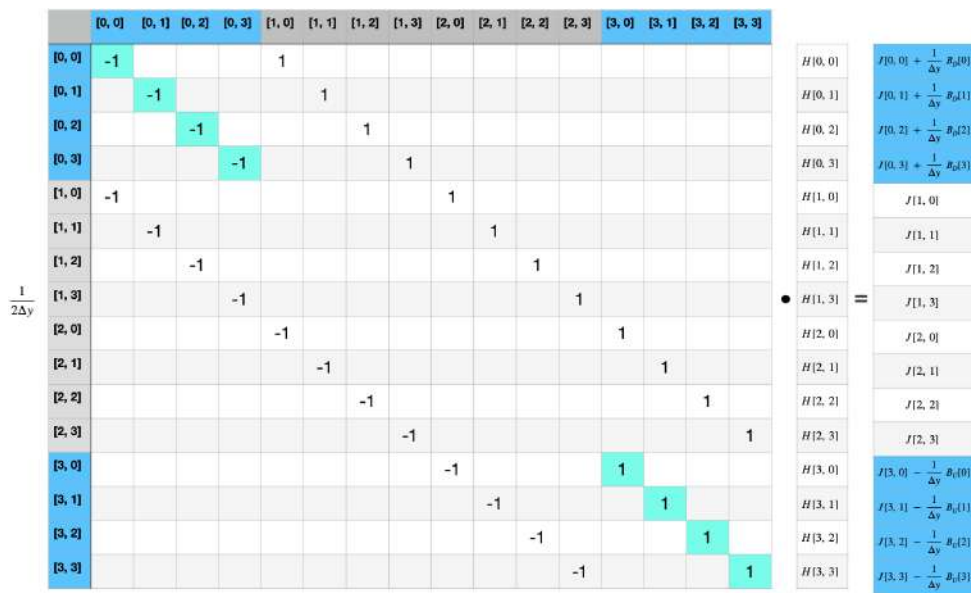 [0, 0] [0, 1] [0, 2] [0, 3] [1, 0] [1, 1] [1, 2] [1, 3] [2, 0] [2, 1] [2, 2] [2, 3] [3, 0] [3, 1] [3, 2] [3, 3]
[0, 0] -1 1 H[0, 0] J[0, 0] + 1/Δy B_D[0]
[0, 1] -1 1 H[0, 1] J[0, 1] + 1/Δy B_D[1]
[0, 2] -1 1 H[0, 2] J[0, 2] + 1/Δy B_D[2]
[0, 3] -1 1 H[0, 3] J[0, 3] + 1/Δy B_D[3]
[1, 0] -1 1 H[1, 0] J[1, 0]
[1, 1] -1 1 H[1, 1] J[1, 1]
[1, 2] -1 1 H[1, 2] J[1, 2]
1/2Δy [1, 3] -1 1 • H[1, 3] = J[1, 3]
[2, 0] -1 1 H[2, 0] J[2, 0]
[2, 1] -1 1 H[2, 1] J[2, 1]
[2, 2] -1 1 H[2, 2] J[2, 2]
[2, 3] -1 1 H[2, 3] J[2, 3]
[3, 0] -1 1 H[3, 0] J[3, 0] − 1/Δy B_U[0]
[3, 1] -1 1 H[3, 1] J[3, 1] − 1/Δy B_U[1]
[3, 2] -1 1 H[3, 2] J[3, 2] − 1/Δy B_U[2]
[3, 3] -1 1 H[3, 3] J[3, 3] − 1/Δy B_U[3]